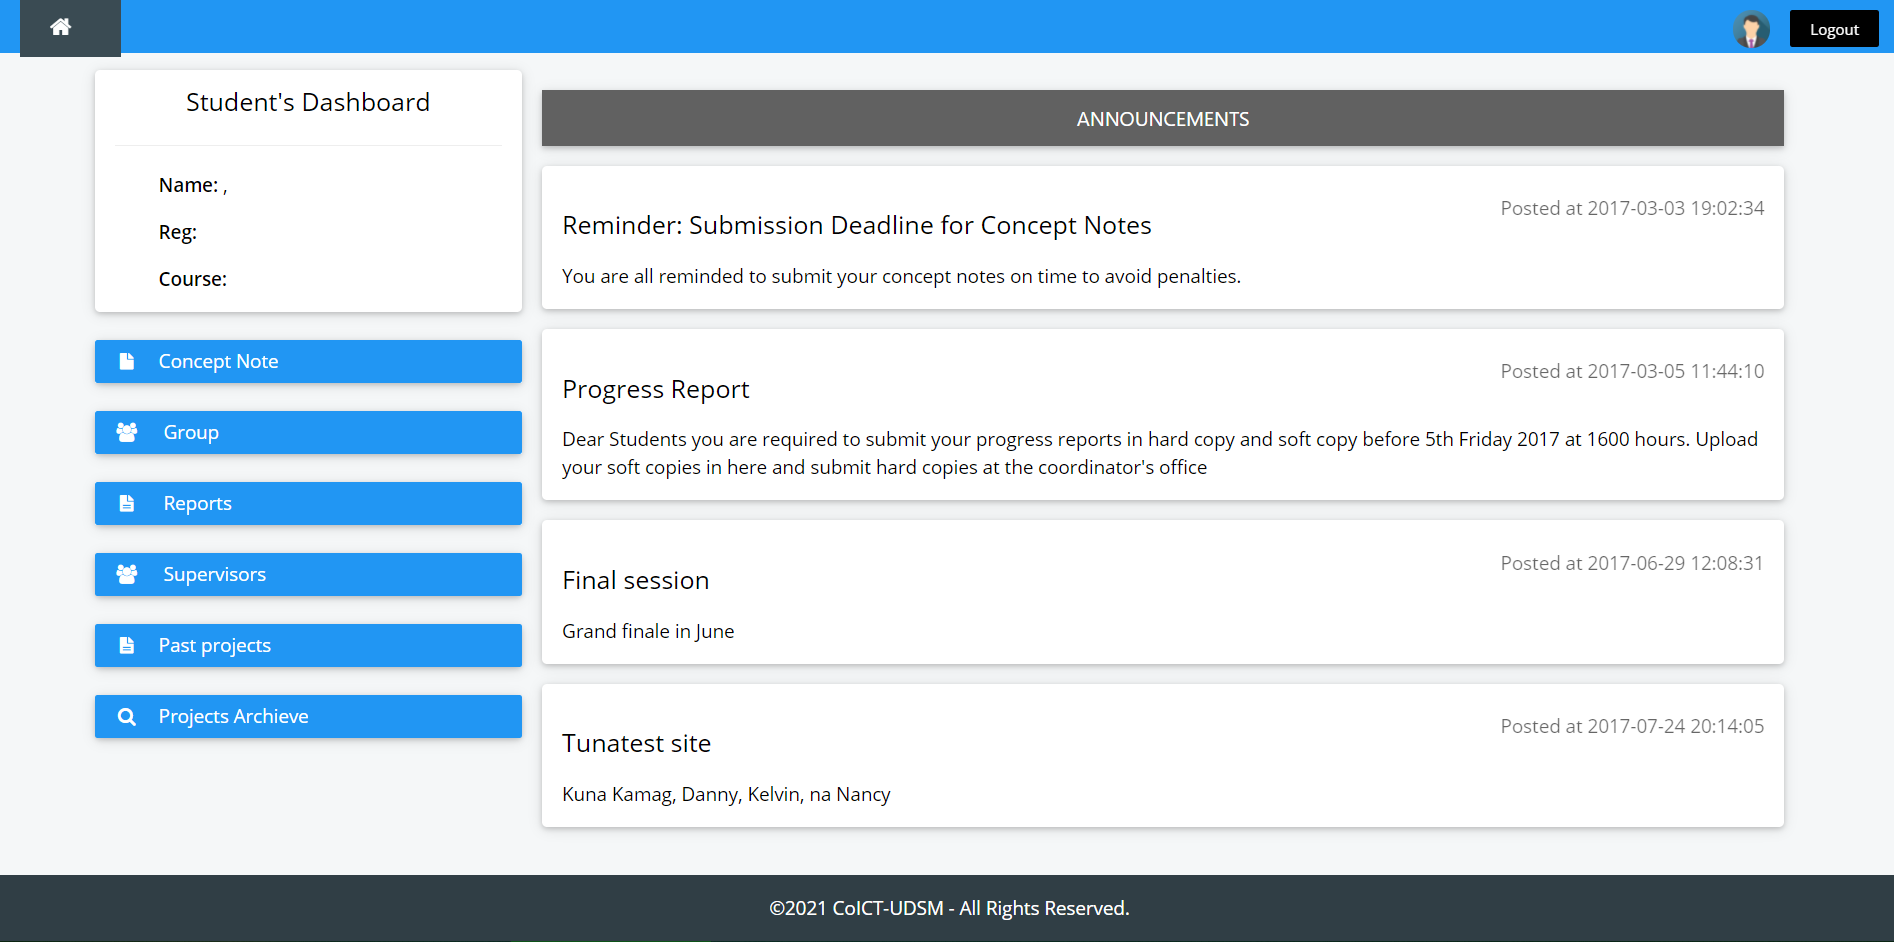 Logout
Student's Dashboard
Name: ,
Reg:
Course:
Concept Note
Group
Reports
Supervisors
Past projects
Projects Archieve
ANNOUNCEMENTS
Posted at 2017-03-03 19:02:34
Reminder: Submission Deadline for Concept Notes
You are all reminded to submit your concept notes on time to avoid penalties.
Posted at 2017-03-05 11:44:10
Progress Report
Dear Students you are required to submit your progress reports in hard copy and soft copy before 5th Friday 2017 at 1600 hours. Upload
your soft copies in here and submit hard copies at the coordinator's office
Posted at 2017-06-29 12:08:31
Final session
Grand finale in June
Posted at 2017-07-24 20:14:05
Tunatest site
Kuna Kamag, Danny, Kelvin, na Nancy
©2021 CoICT-UDSM - All Rights Reserved.